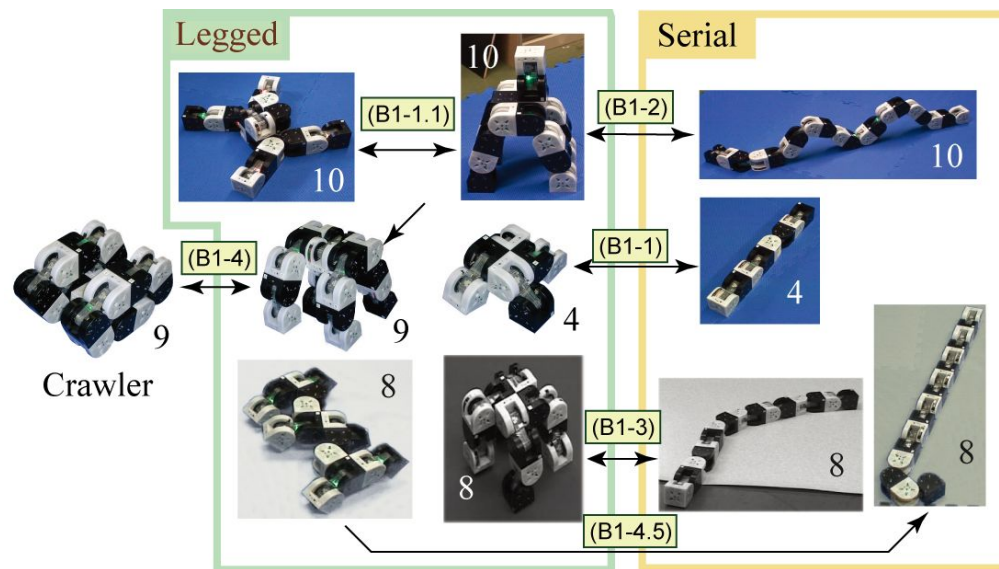 Legged
Serial
10
(B1-1.1)
10
(B1-2)
10
(B1-4)
9
Crawler
9
4
(B1-1)
4
8
8
(B1-3)
8
8
(B1-4.5)